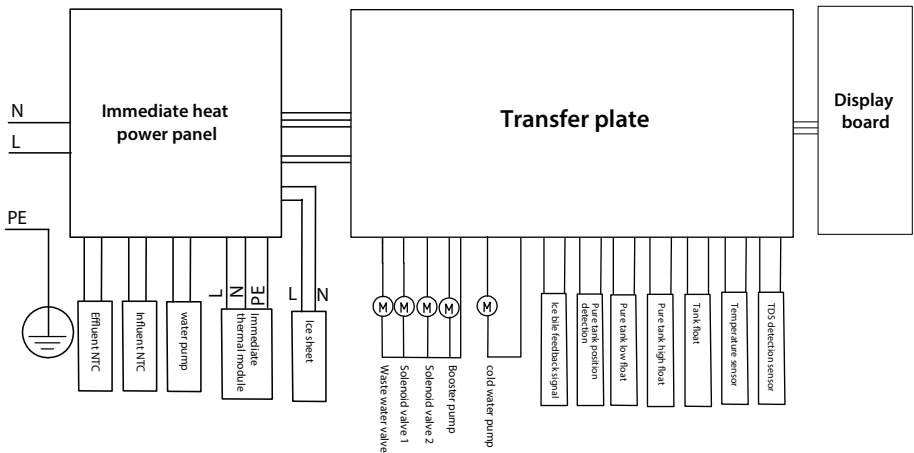 Immediate heat
power panel
Transfer plate
Display
board
N
L
PE
L
N
PE
L
N
Effluent NTC
Influent NTC
water pump
Immediate
thermal module
Ice sheet
M
M
M
M
M
Waste water valve
Solenoid valve 1
Solenoid valve 2
Booster pump
cold water pump
Ice bile feedback signal
Pure tank position
detection
Pure tank low float
Pure tank high float
Tank float
Temperature sensor
TDS detection sensor